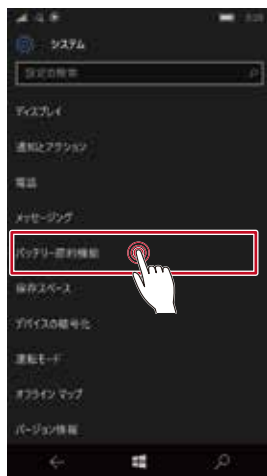 システム
設定の検索
ディスプレイ
通知とアクション
電話
メッセージング
バッテリー節約機能
保存スペース
デバイスの暗号化
運転モード
オフライン マップ
バージョン情報